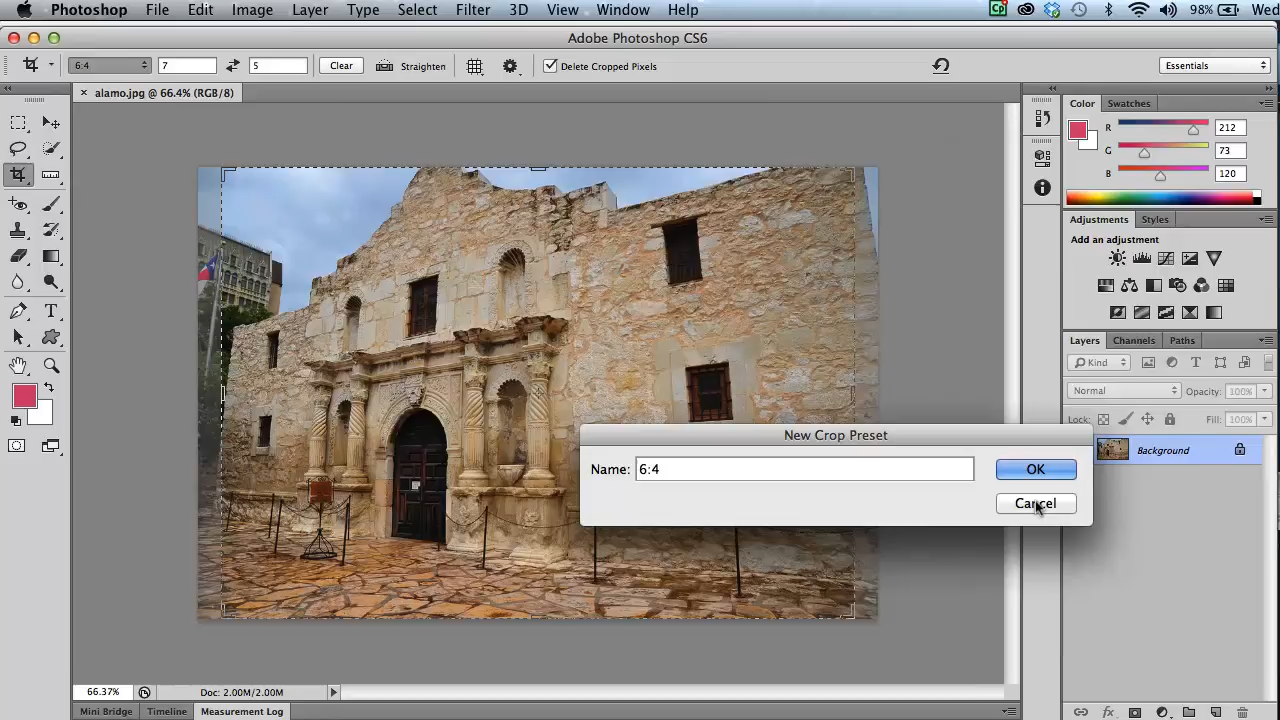 Photoshop File Edit Image Layer Type Select Filter 3D View Window Help Cp 98% Wed
Adobe Photoshop CS6
6:4 7 5 Clear Straighten Delete Cropped Pixels Essentials
× alamo.jpg @ 66.4% (RGB/8)
Color Swatches
R 212
G 73
B 120
Adjustments Styles
Add an adjustment
Layers Channels Paths
Kind
Normal Opacity: 100%
Lock: Fill: 100%
Background
New Crop Preset
Name: 6:4 OK
Cancel
66.37% Doc: 2.00M/2.00M
Mini Bridge Timeline Measurement Log
fx